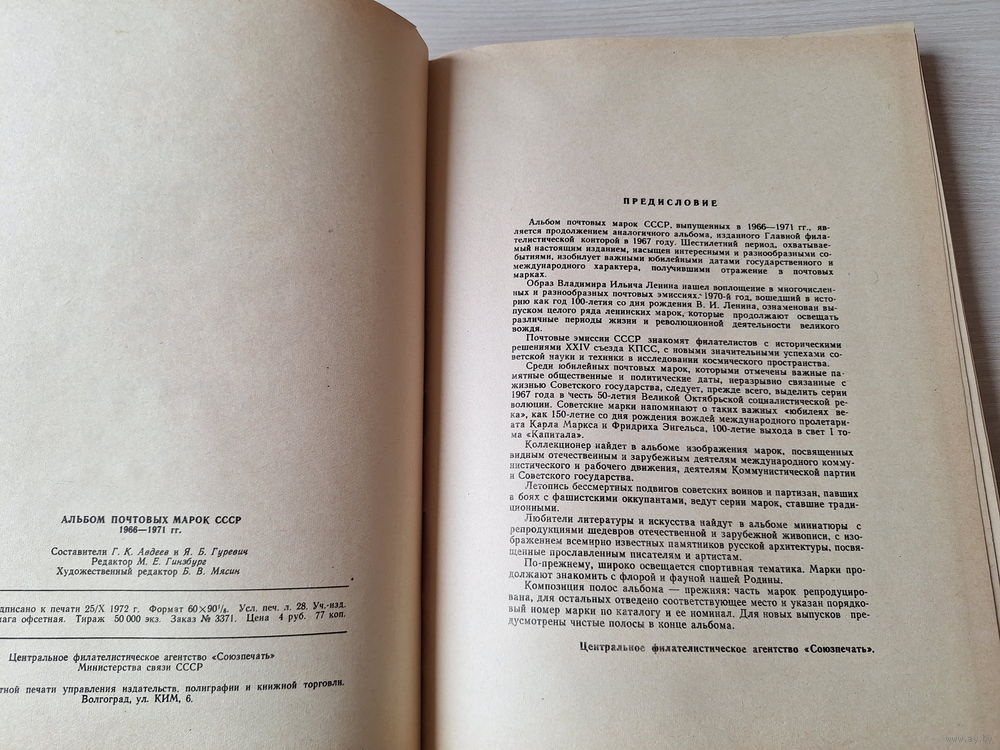 АЛЬБОМ ПОЧТОВЫХ МАРОК СССР
1966—1971 гг.
Составители Г. К. Авдеев и Я. Б. Гуревич
Редактор М. Е. Гинзбург
Художественный редактор Б. В. Мясин
дписано к печати 25/X 1972 г. Формат 60×90⅛. Усл. печ. л. 28. Уч.-изд.
мага офсетная. Тираж 50 000 экз. Заказ № 3371. Цена 4 руб. 77 коп.
Центральное филателистическое агентство «Союзпечать»
Министерства связи СССР
тной печати управления издательств, полиграфии и книжной торговли.
Волгоград, ул. КИМ, 6.
ПРЕДИСЛОВИЕ
Альбом почтовых марок СССР, выпущенных в 1966—1971 гг., яв-
ляется продолжением аналогичного альбома, изданного Главной фила-
телистической конторой в 1967 году. Шестилетний период, охватывае-
мый настоящим изданием, насыщен интересными и разнообразными со-
бытиями, изобилует важными юбилейными датами государственного и
международного характера, получившими отражение в почтовых
марках.
Образ Владимира Ильича Ленина нашел воплощение в многочислен-
ных и разнообразных почтовых эмиссиях. 1970-й год, вошедший в исто-
рию как год 100-летия со дня рождения В. И. Ленина, ознаменован вы-
пуском целого ряда ленинских марок, которые продолжают освещать
различные периоды жизни и революционной деятельности великого
вождя.
Почтовые эмиссии СССР знакомят филателистов с историческими
решениями XXIV съезда КПСС, с новыми значительными успехами со-
ветской науки и техники в исследовании космического пространства.
Среди юбилейных почтовых марок, которыми отмечены важные па-
мятные общественные и политические даты, неразрывно связанные с
жизнью Советского государства, следует, прежде всего, выделить серии
1967 года в честь 50-летия Великой Октябрьской социалистической ре-
волюции. Советские марки напоминают о таких важных «юбилеях ве-
ка», как 150-летие со дня рождения вождей международного пролетари-
ата Карла Маркса и Фридриха Энгельса, 100-летие выхода в свет 1 то-
ма «Капитала».
Коллекционер найдет в альбоме изображения марок, посвященных
видным отечественным и зарубежным деятелям международного комму-
нистического и рабочего движения, деятелям Коммунистической партии
и Советского государства.
Летопись бессмертных подвигов советских воинов и партизан, павших
в боях с фашистскими оккупантами, ведут серии марок, ставшие тради-
ционными.
Любители литературы и искусства найдут в альбоме миниатюры с
репродукциями шедевров отечественной и зарубежной живописи, с из-
ображением всемирно известных памятников русской архитектуры, посвя-
щенные прославленным писателям и артистам.
По-прежнему, широко освещается спортивная тематика. Марки про-
должают знакомить с флорой и фауной нашей Родины.
Композиция полос альбома — прежняя: часть марок репродуциро-
вана, для остальных отведено соответствующее место и указан порядко-
вый номер марки по каталогу и ее номинал. Для новых выпусков пре-
дусмотрены чистые полосы в конце альбома.
Центральное филателистическое агентство «Союзпечать».
www.ay.by